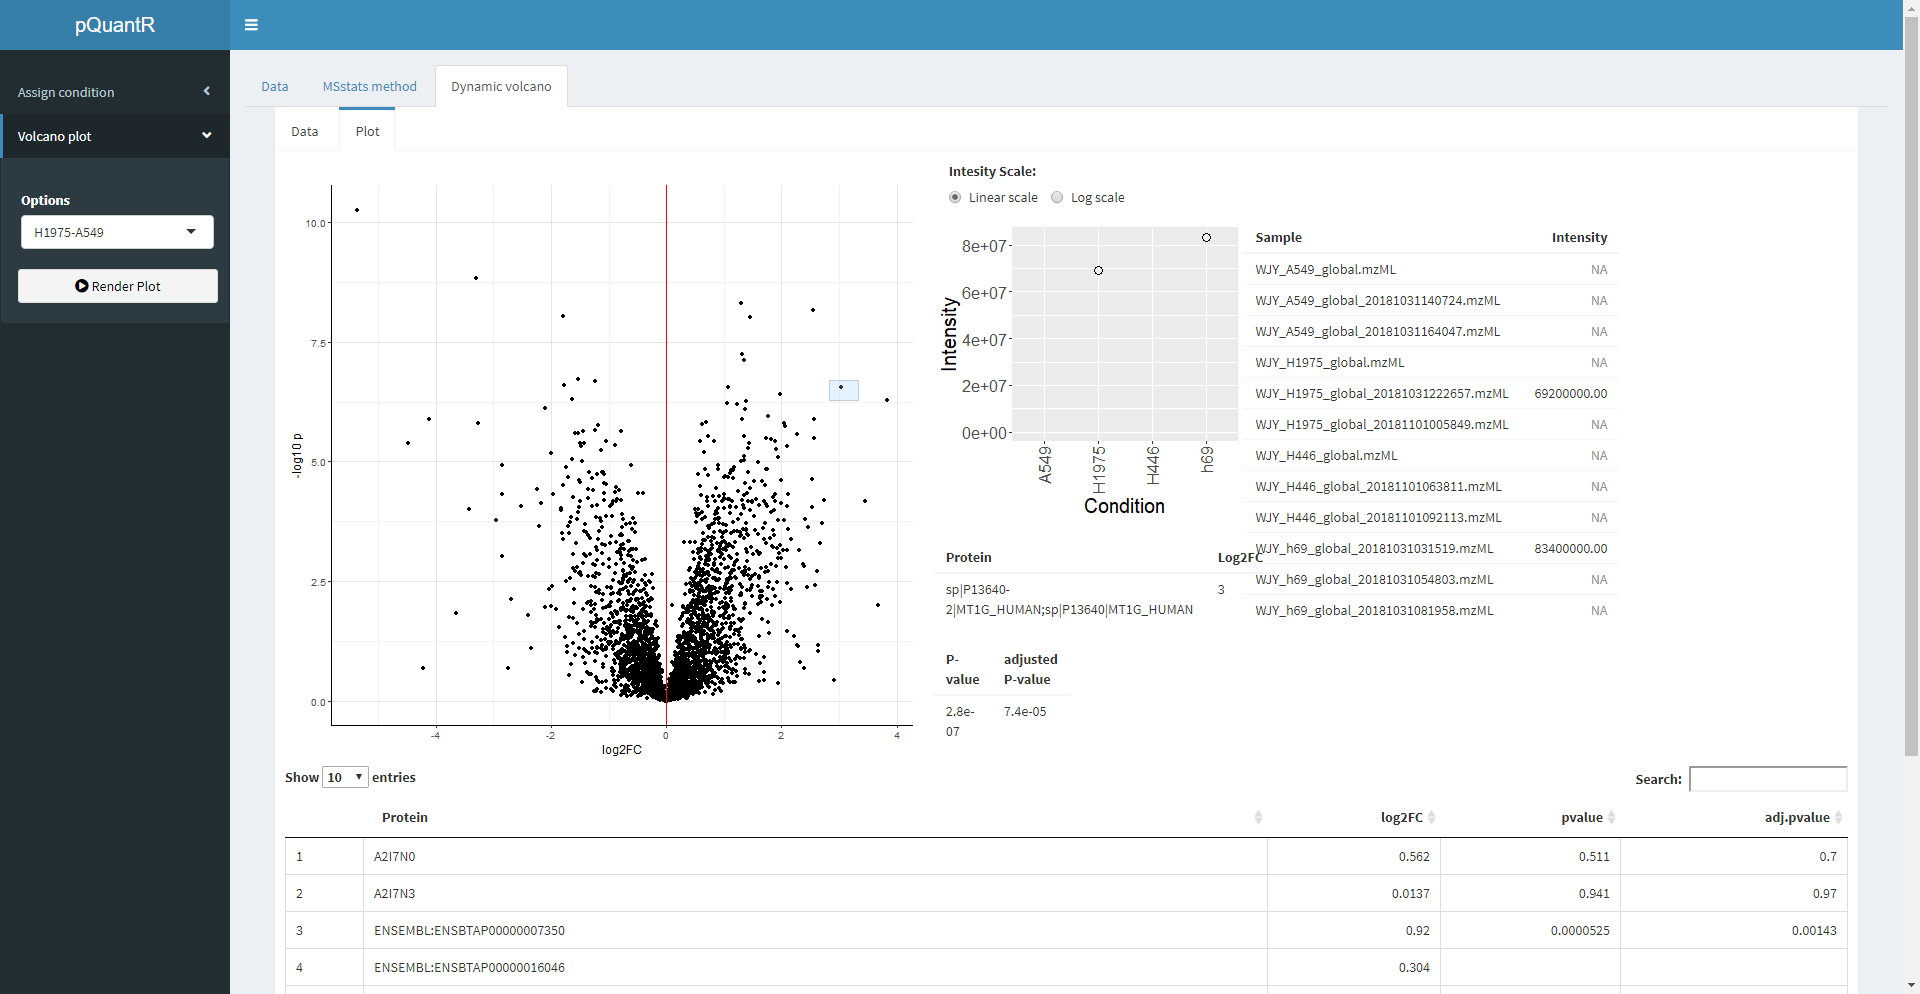 pQuantR
Assign condition
Volcano plot
Options
H1975-A549
Render Plot
Data
MSstats method
Dynamic volcano
Data
Plot
10.0
7.5
5.0
2.5
0.0
-log10 p
-4
-2
0
2
4
log2FC
Intesity Scale:
Linear scale
Log scale
8e+07
6e+07
4e+07
2e+07
0e+00
Intensity
A549
H1975
H446
h69
Condition
Sample Intensity
WJY_A549_global.mzML NA
WJY_A549_global_20181031140724.mzML NA
WJY_A549_global_20181031164047.mzML NA
WJY_H1975_global.mzML NA
WJY_H1975_global_20181031222657.mzML 69200000.00
WJY_H1975_global_20181101005849.mzML NA
WJY_H446_global.mzML NA
WJY_H446_global_20181101063811.mzML NA
WJY_H446_global_20181101092113.mzML NA
WJY_h69_global_20181031031519.mzML 83400000.00
WJY_h69_global_20181031054803.mzML NA
WJY_h69_global_20181031081958.mzML NA
Protein Log2FC
sp|P13640- 3
2|MT1G_HUMAN;sp|P13640|MT1G_HUMAN
P- adjusted
value P-value
2.8e- 7.4e-05
07
Show 10 entries
Search:
Protein log2FC pvalue adj.pvalue
1 A2I7N0 0.562 0.511 0.7
2 A2I7N3 0.0137 0.941 0.97
3 ENSEMBL:ENSBTAP00000007350 0.92 0.0000525 0.00143
4 ENSEMBL:ENSBTAP00000016046 0.304